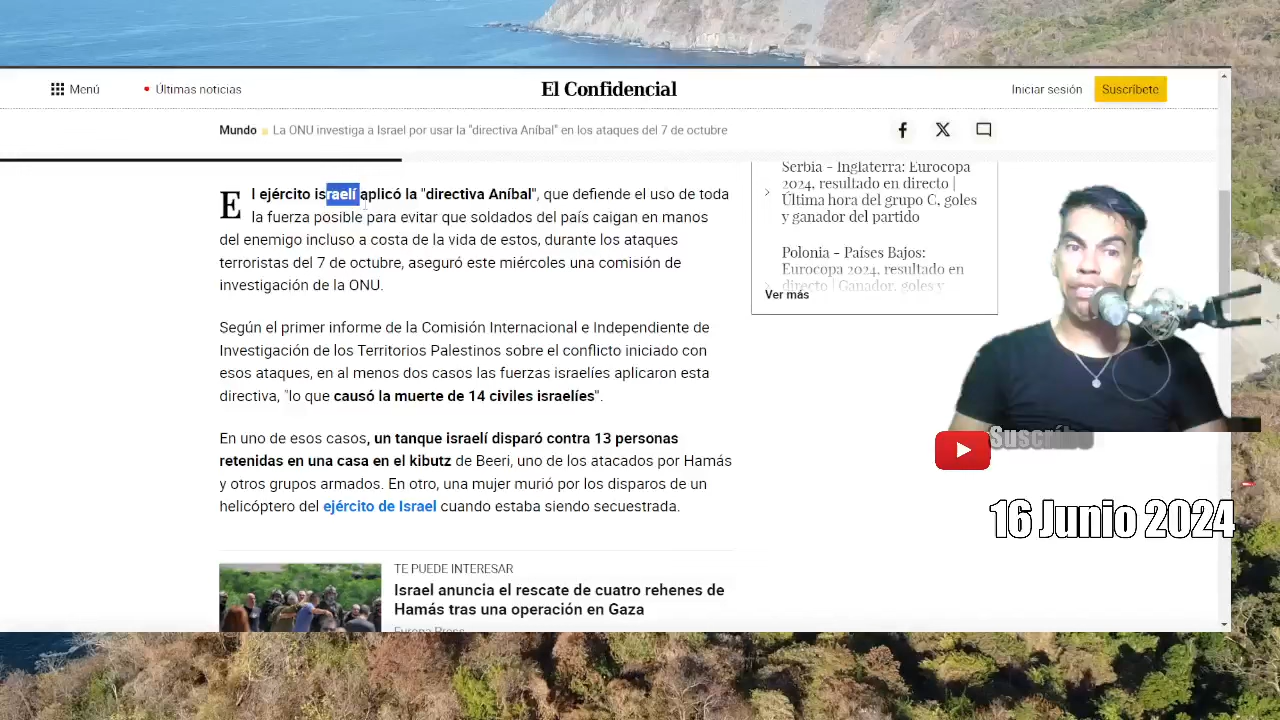 Menú
Últimas noticias
El Confidencial
Iniciar sesión
Suscríbete
Mundo
La ONU investiga a Israel por usar la "directiva Aníbal" en los ataques del 7 de octubre
El ejército israelí aplicó la "directiva Aníbal", que defiende el uso de toda
la fuerza posible para evitar que soldados del país caigan en manos
del enemigo incluso a costa de la vida de estos, durante los ataques
terroristas del 7 de octubre, aseguró este miércoles una comisión de
investigación de la ONU.
Según el primer informe de la Comisión Internacional e Independiente de
Investigación de los Territorios Palestinos sobre el conflicto iniciado con
esos ataques, en al menos dos casos las fuerzas israelíes aplicaron esta
directiva, "lo que causó la muerte de 14 civiles israelíes".
En uno de esos casos, un tanque israelí disparó contra 13 personas
retenidas en una casa en el kibutz de Beeri, uno de los atacados por Hamás
y otros grupos armados. En otro, una mujer murió por los disparos de un
helicóptero del ejército de Israel cuando estaba siendo secuestrada.
TE PUEDE INTERESAR
Israel anuncia el rescate de cuatro rehenes de
Hamás tras una operación en Gaza
Europa Press
Serbia - Inglaterra: Eurocopa
2024, resultado en directo |
Última hora del grupo C, goles
y ganador del partido
Polonia - Países Bajos:
Eurocopa 2024, resultado en
directo | Ganador, goles y
Ver más
Suscribe
16 Junio 2024